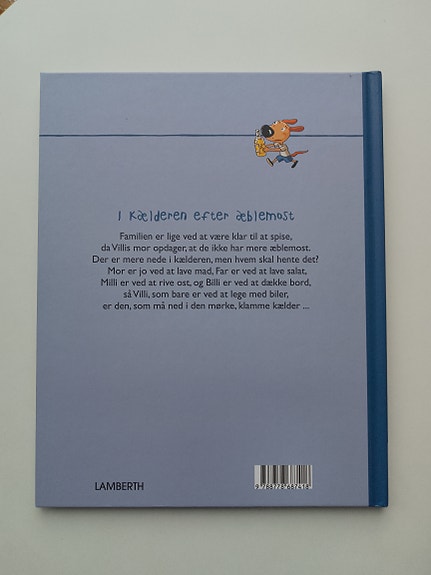 I kælderen efter æblemost
Familien er lige ved at være klar til at spise,
da Villis mor opdager, at de ikke har mere æblemost.
Der er mere nede i kælderen, men hvem skal hente det?
Mor er jo ved at lave mad, Far er ved at lave salat,
Milli er ved at rive ost, og Billi er ved at dække bord,
så Villi, som bare er ved at lege med biler,
er den, som må ned i den mørke, klamme kælder ...
LAMBERTH